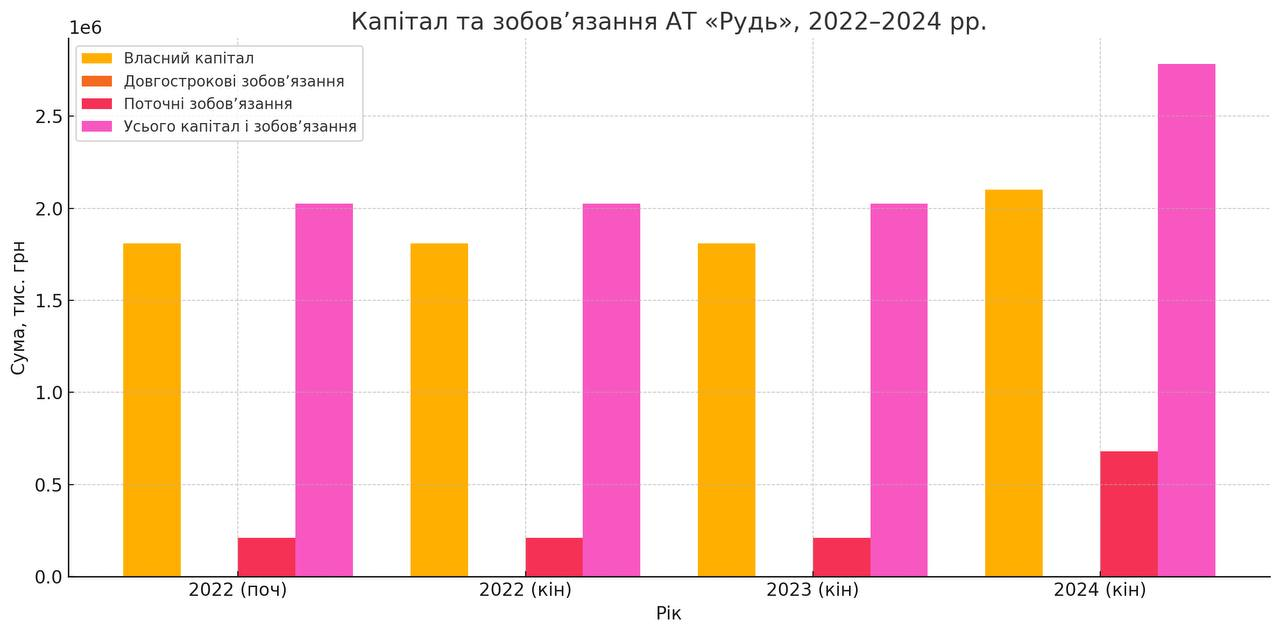 Капітал та зобов’язання АТ «Рудь», 2022–2024 рр.
1e6
Власний капітал
Довгострокові зобов’язання
Поточні зобов’язання
Усього капітал і зобов’язання
2.5
2.0
1.5
1.0
0.5
0.0
Сума, тис. грн
2022 (поч)
2022 (кін)
2023 (кін)
2024 (кін)
Рік